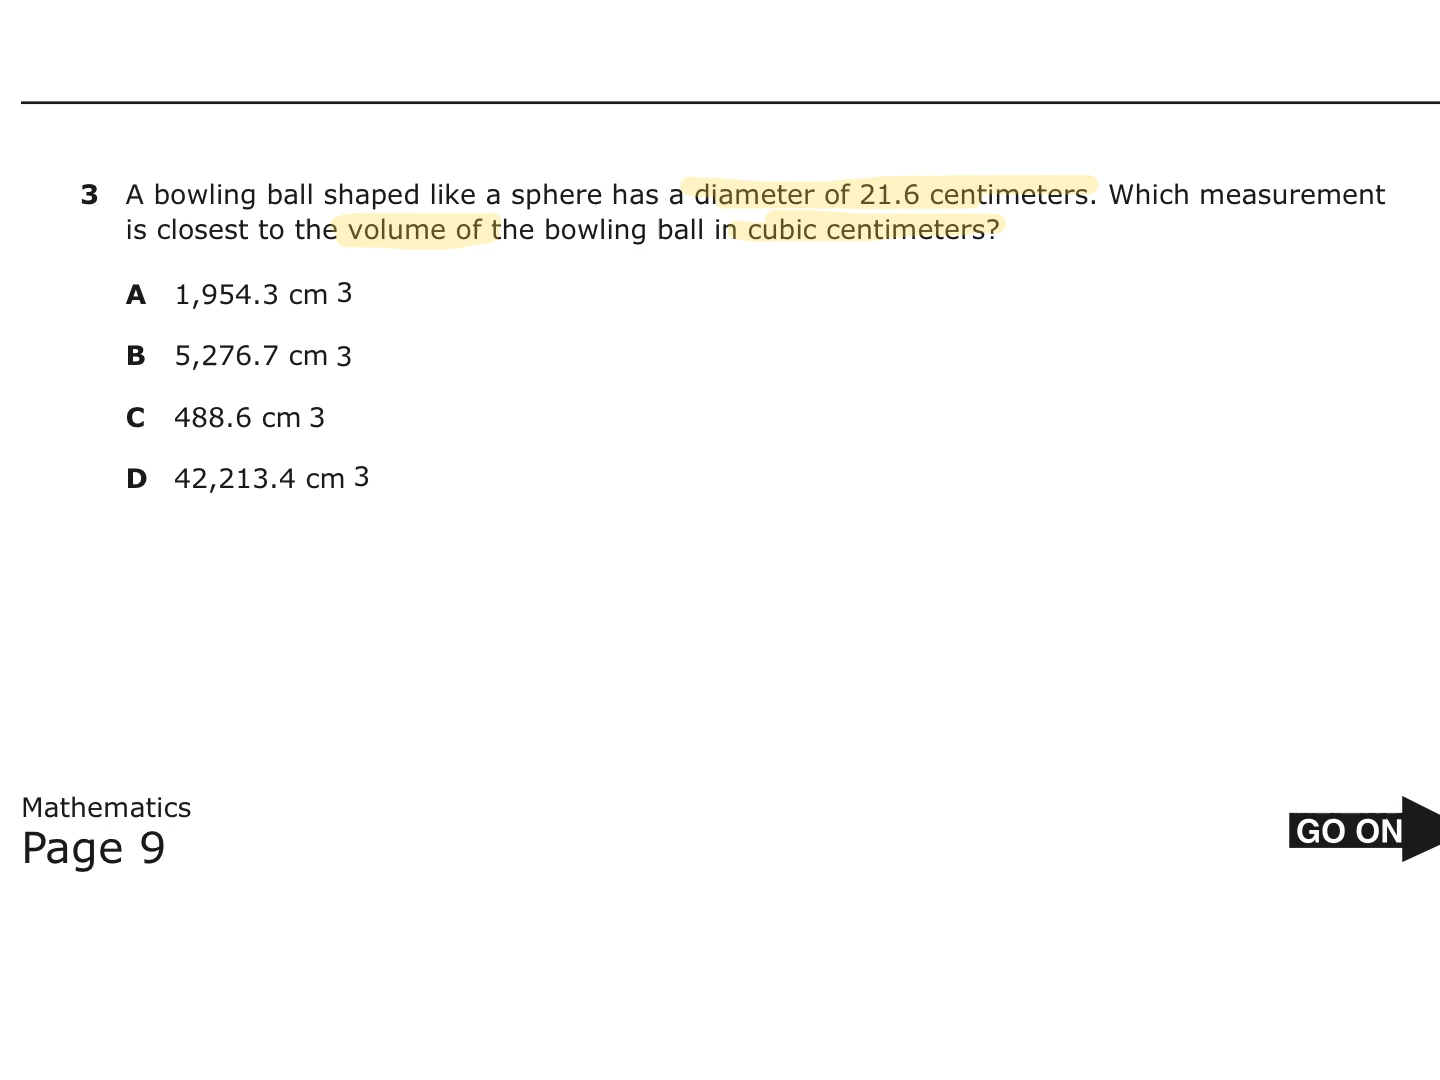 3 A bowling ball shaped like a sphere has a diameter of 21.6 centimeters. Which measurement
is closest to the volume of the bowling ball in cubic centimeters?
A 1,954.3 cm 3
B 5,276.7 cm 3
C 488.6 cm 3
D 42,213.4 cm 3
Mathematics
Page 9
GO ON